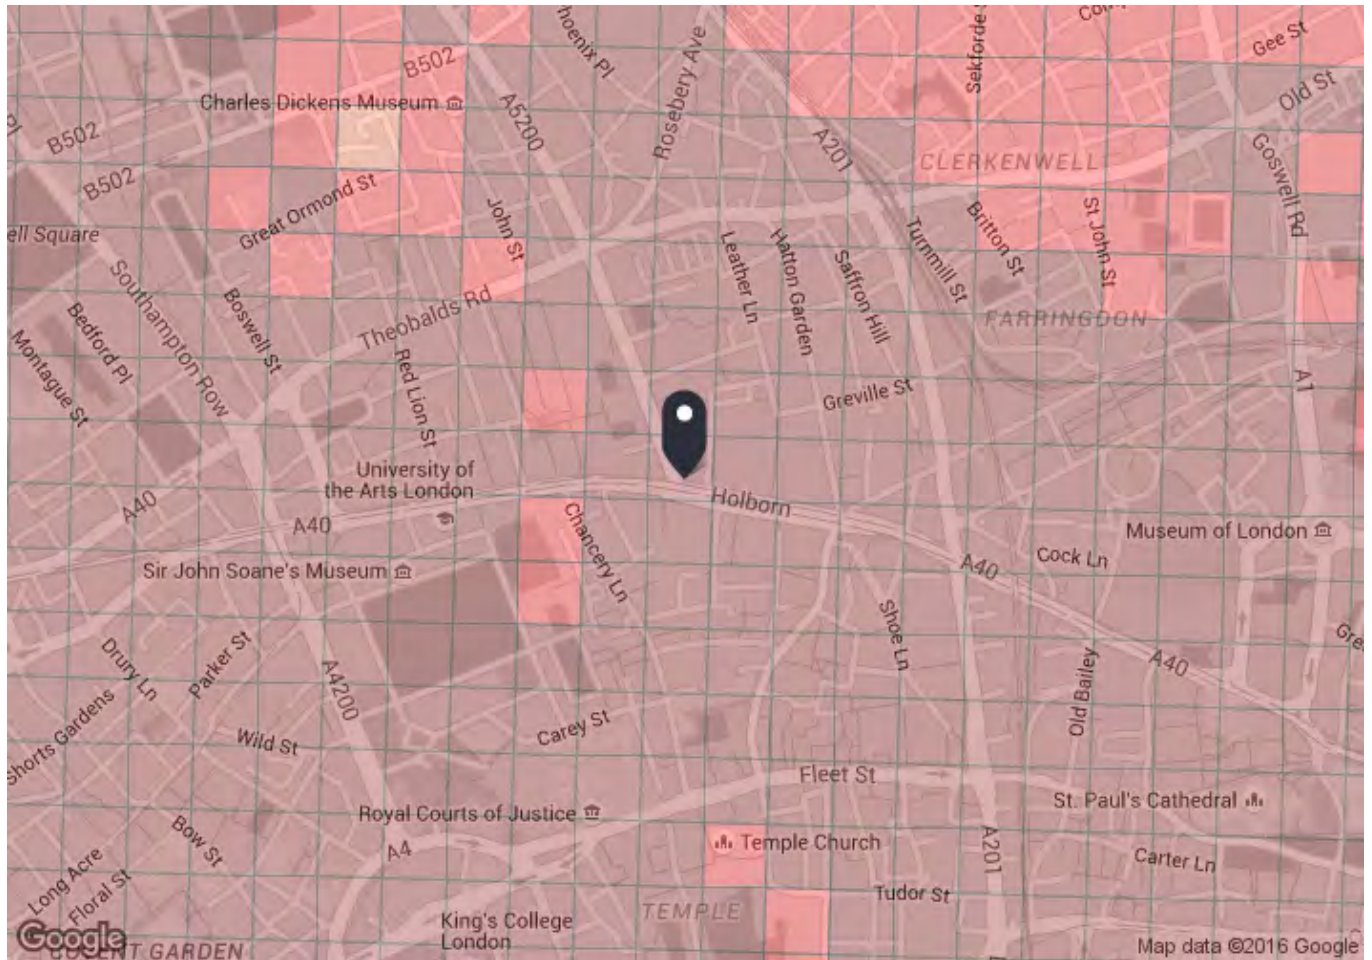 hoenix Pl
Rosebery Ave
Sekforde
Gee St
Old St
B502
Charles Dickens Museum
A5200
B502
B502
A201
CLERKENWELL
Goswell Rd
Great Ormond St
ell Square
John St
Leather Ln
Hatton Garden
Saffron Hill
Turnmill St
Britton St
St John St
Southampton Row
Boswell St
Theobalds Rd
FARRINGDON
Bedford Pl
Montague St
Red Lion St
Greville St
A1
University of
the Arts London
A40
A40
Holborn
Chancery Ln
Museum of London
Cock Ln
A40
Sir John Soane's Museum
Shoe Ln
Drury Ln
Parker St
A4200
Old Bailey
A40
Gre
Shorts Gardens
Wild St
Carey St
Fleet St
St. Paul's Cathedral
Royal Courts of Justice
Bow St
A4
Temple Church
A201
Carter Ln
Long Acre
Floral St
Tudor St
TEMPLE
King's College
London
Google
NT GARDEN
Map data ©2016 Google